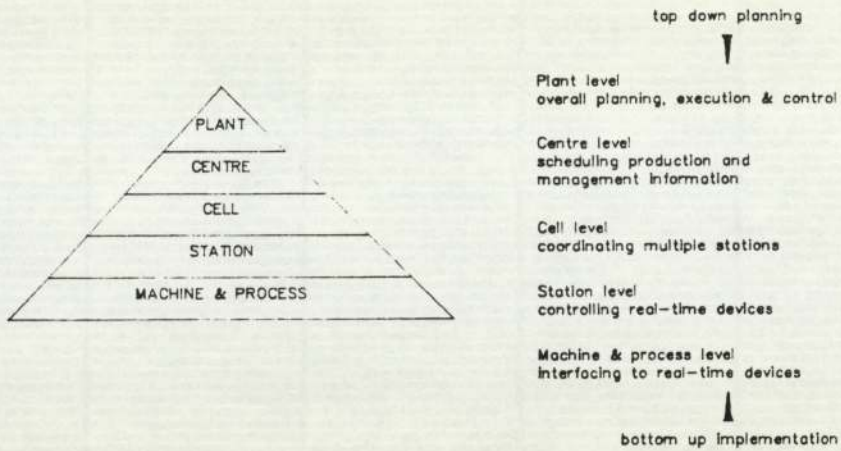 top down planning
PLANT
CENTRE
CELL
STATION
MACHINE & PROCESS
Plant level
overall planning, execution & control
Centre level
scheduling production and
management information
Cell level
coordinating multiple stations
Station level
controlling real-time devices
Machine & process level
interfacing to real-time devices
bottom up implementation